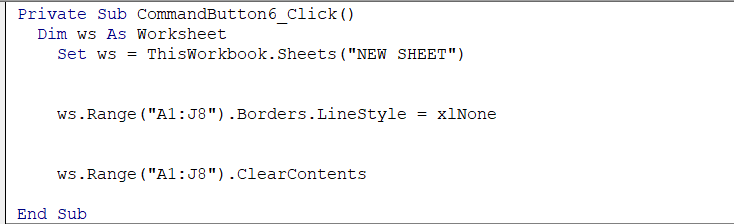 Private Sub CommandButton6_Click()
Dim ws As Worksheet
Set ws = ThisWorkbook.Sheets("NEW SHEET")
ws.Range("A1:J8").Borders.LineStyle = xlNone
ws.Range("A1:J8").ClearContents
End Sub